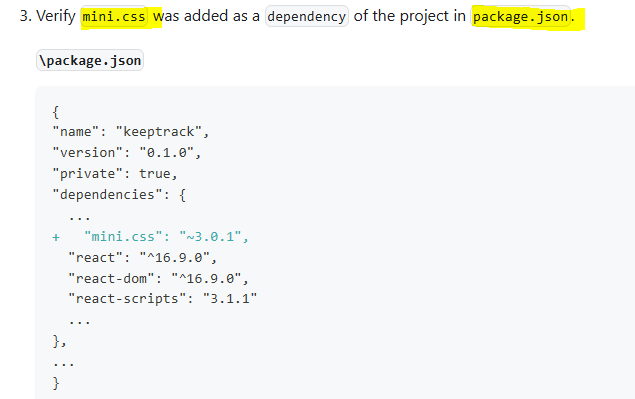 3. Verify mini.css was added as a dependency of the project in package.json.
\package.json
{
"name": "keeptrack",
"version": "0.1.0",
"private": true,
"dependencies": {
  ...
+   "mini.css": "~3.0.1",
  "react": "^16.9.0",
  "react-dom": "^16.9.0",
  "react-scripts": "3.1.1"
  ...
},
...
}